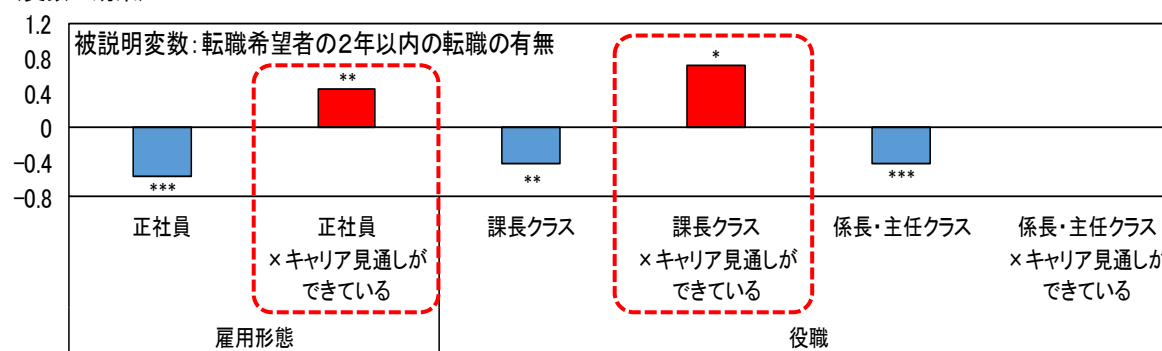 1.2
被説明変数：転職希望者の2年以内の転職の有無
0.8
**
*
0.4
0
-0.4
***
**
***
-0.8
正社員
正社員
×キャリア見通しが
できている
課長クラス
課長クラス
×キャリア見通しが
できている
係長・主任クラス
係長・主任クラス
×キャリア見通しが
できている
雇用形態
役職